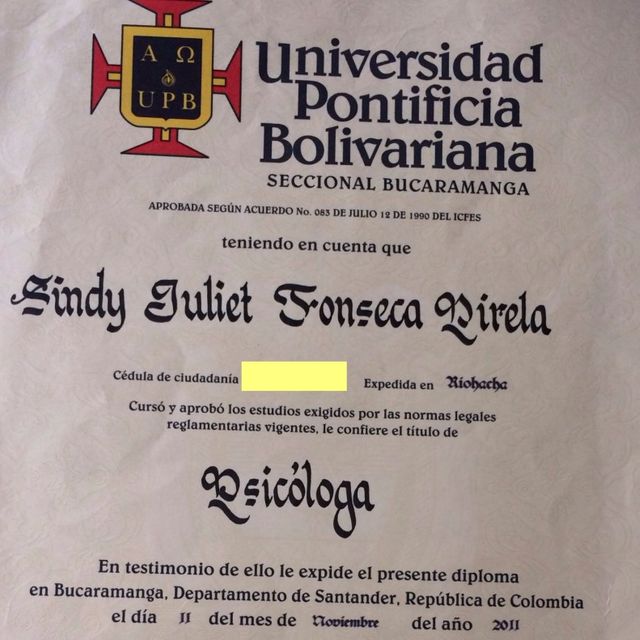 Α Ω
UPB
Universidad
Pontificia
Bolivariana
SECCIONAL BUCARAMANGA
APROBADA SEGÚN ACUERDO No. 083 DE JULIO 12 DE 1990 DEL ICFES
teniendo en cuenta que
Sindy Juliet Fonseca Pirela
Cédula de ciudadanía Expedida en Riohacha
Cursó y aprobó los estudios exigidos por las normas legales
reglamentarias vigentes, le confiere el título de
Psicóloga
En testimonio de ello le expide el presente diploma
en Bucaramanga, Departamento de Santander, República de Colombia
el día 11 del mes de Noviembre del año 2011